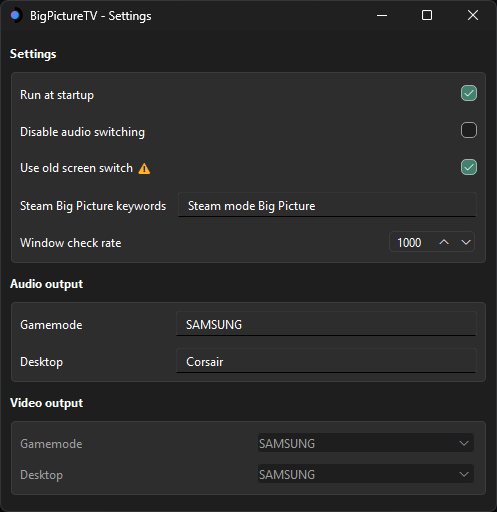 BigPictureTV - Settings
Settings
Run at startup
Disable audio switching
Use old screen switch
Steam Big Picture keywords Steam mode Big Picture
Window check rate 1000
Audio output
Gamemode SAMSUNG
Desktop Corsair
Video output
Gamemode SAMSUNG
Desktop SAMSUNG